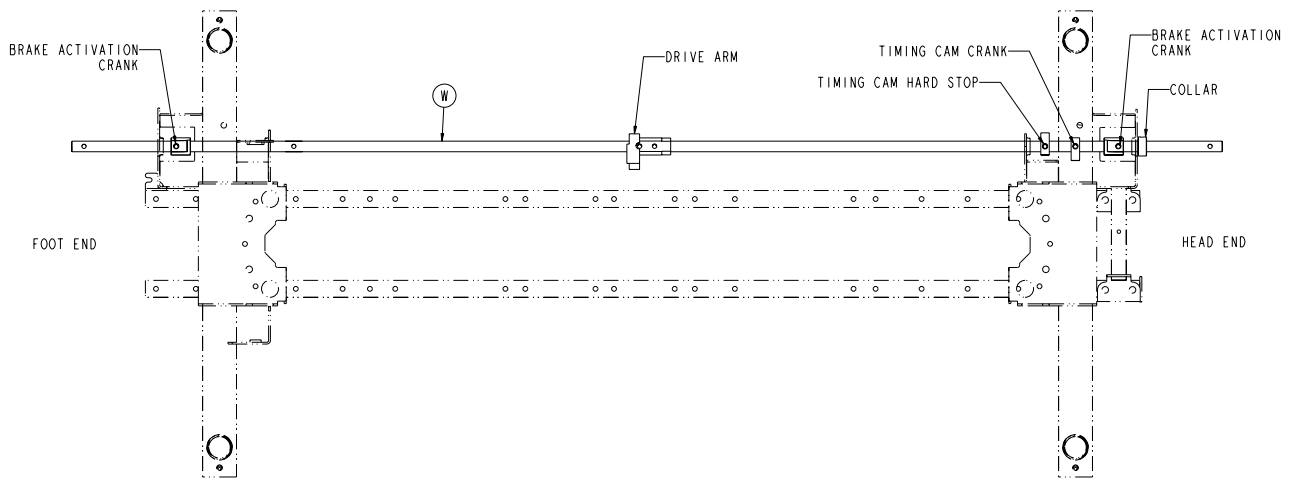 BRAKE ACTIVATION
CRANK
W
DRIVE ARM
TIMING CAM CRANK
TIMING CAM HARD STOP
BRAKE ACTIVATION
CRANK
COLLAR
FOOT END
HEAD END